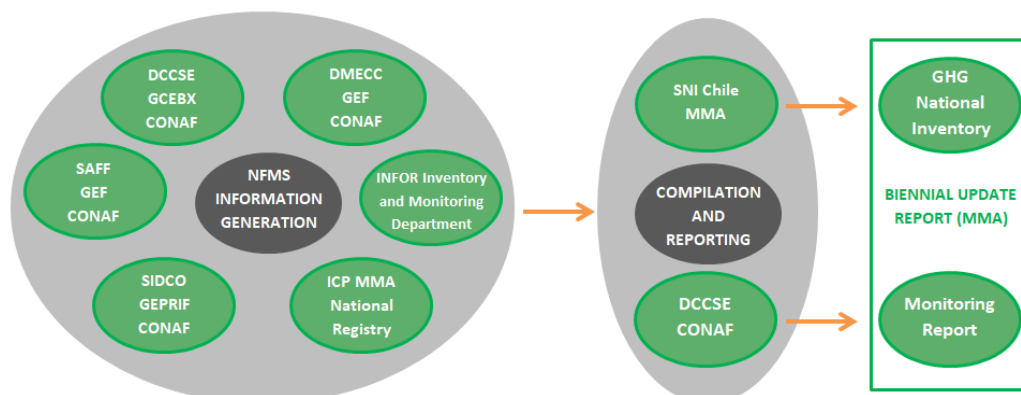 DCCSE
GCEBX
CONAF
DMECC
GEF
CONAF
SAFF
GEF
CONAF
NFMS
INFORMATION
GENERATION
INFOR Inventory
and Monitoring
Department
SIDCO
GEPRIF
CONAF
ICP MMA
National
Registry
SNI Chile
MMA
COMPILATION
AND
REPORTING
DCCSE
CONAF
GHG
National
Inventory
BIENNIAL UPDATE
REPORT (MMA)
Monitoring
Report